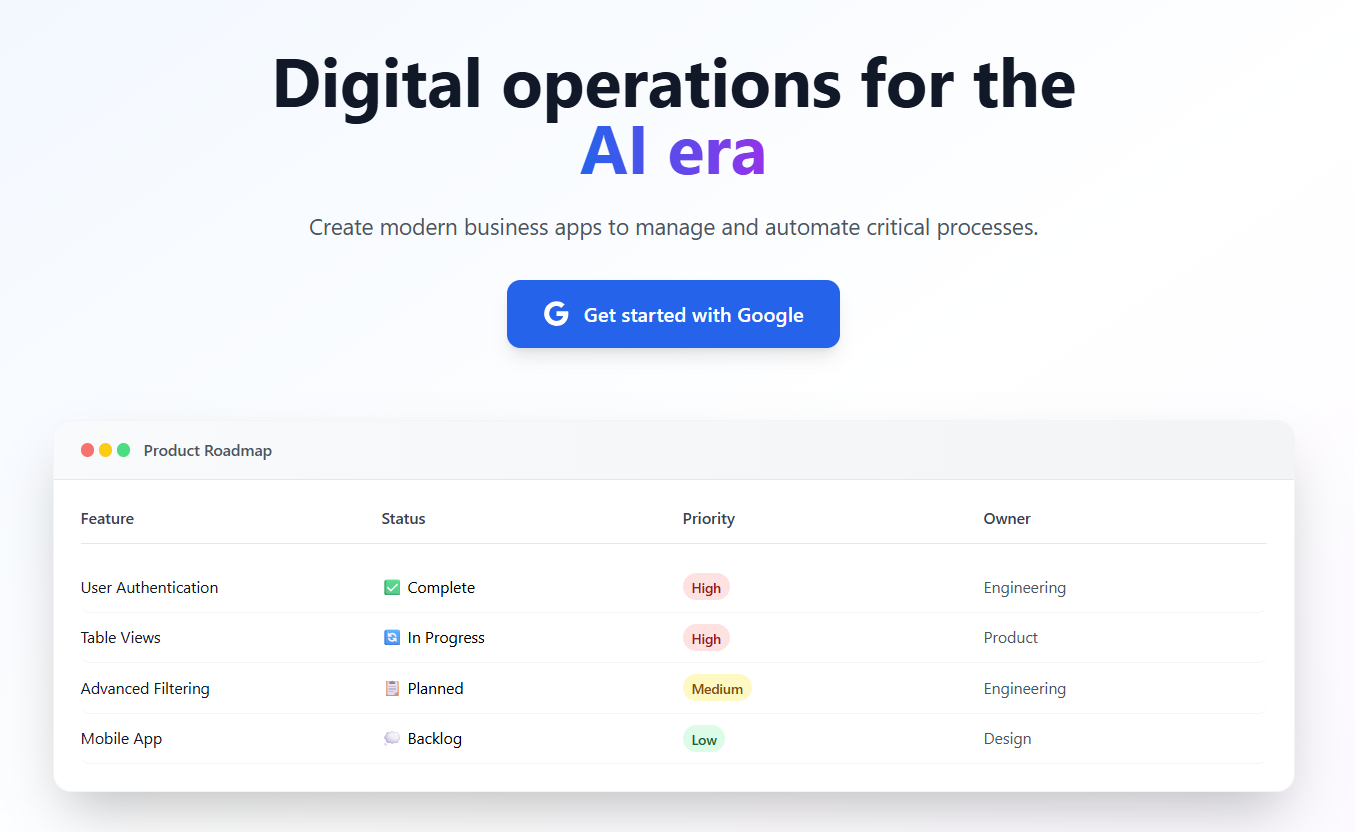 Digital operations for the
AI era
Create modern business apps to manage and automate critical processes.
Get started with Google
Product Roadmap
Feature Status Priority Owner
User Authentication ✅ Complete High Engineering
Table Views 🔄 In Progress High Product
Advanced Filtering 📋 Planned Medium Engineering
Mobile App 💭 Backlog Low Design